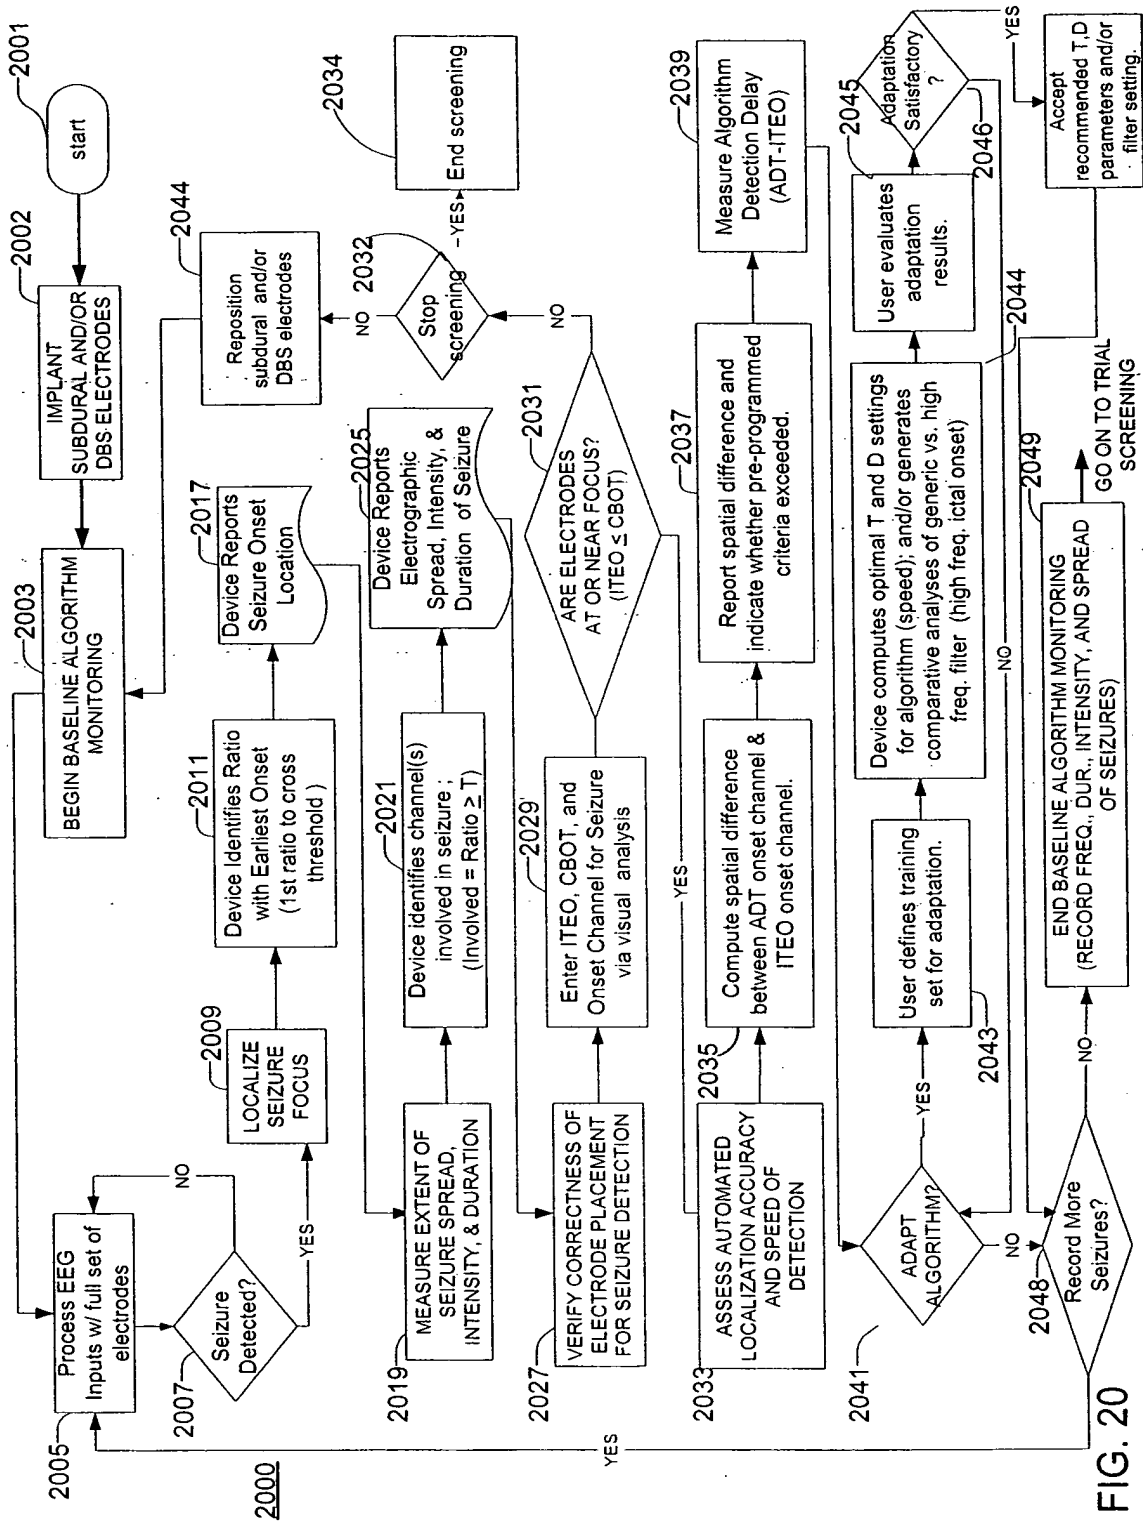 2001
start
2002
IMPLANT
SUBDURAL AND/OR
DBS ELECTRODES
2003
BEGIN BASELINE ALGORITHM
MONITORING
2044
Reposition
subdural and/or
DBS electrodes
2005
Process EEG
Inputs w/ full set of
electrodes
NO
2007
Seizure
Detected?
YES
2009
LOCALIZE
SEIZURE
FOCUS
2011
Device Identifies Ratio
with Earliest Onset
(1st ratio to cross
threshold )
2017
Device Reports
Seizure Onset
Location
2019
MEASURE EXTENT OF
SEIZURE SPREAD,
INTENSITY, & DURATION
2021
Device identifies channel(s)
involved in seizure ;
(Involved = Ratio ≥ T)
2025
Device Reports
Electrographic
Spread, Intensity, &
Duration of Seizure
2027
VERIFY CORRECTNESS OF
ELECTRODE PLACEMENT
FOR SEIZURE DETECTION
2029
Enter ITEO, CBOT, and
Onset Channel for Seizure
via visual analysis
2031
ARE ELECTRODES
AT OR NEAR FOCUS?
(ITEO ≤ CBOT)
NO
2032
Stop
screening
NO
YES
2034
End screening
YES
2033
ASSESS AUTOMATED
LOCALIZATION ACCURACY
AND SPEED OF
DETECTION
2035
Compute spatial difference
between ADT onset channel &
ITEO onset channel.
2037
Report spatial difference and
indicate whether pre-programmed
criteria exceeded.
2039
Measure Algorithm
Detection Delay
(ADT-ITEO)
2041
ADAPT
ALGORITHM?
YES
NO
2043
User defines training
set for adaptation.
2044
Device computes optimal T and D settings
for algorithm (speed); and/or generates
comparative analyses of generic vs. high
freq. filter (high freq. ictal onset)
2045
User evaluates
adaptation
results.
2046
Adaptation
Satisfactory
?
YES
NO
Accept
recommended T,D
parameters and/or
filter setting.
2048
Record More
Seizures?
NO
YES
2049
END BASELINE ALGORITHM MONITORING
(RECORD FREQ., DUR., INTENSITY, AND SPREAD
OF SEIZURES)
GO ON TO TRIAL
SCREENING
2000
FIG. 20